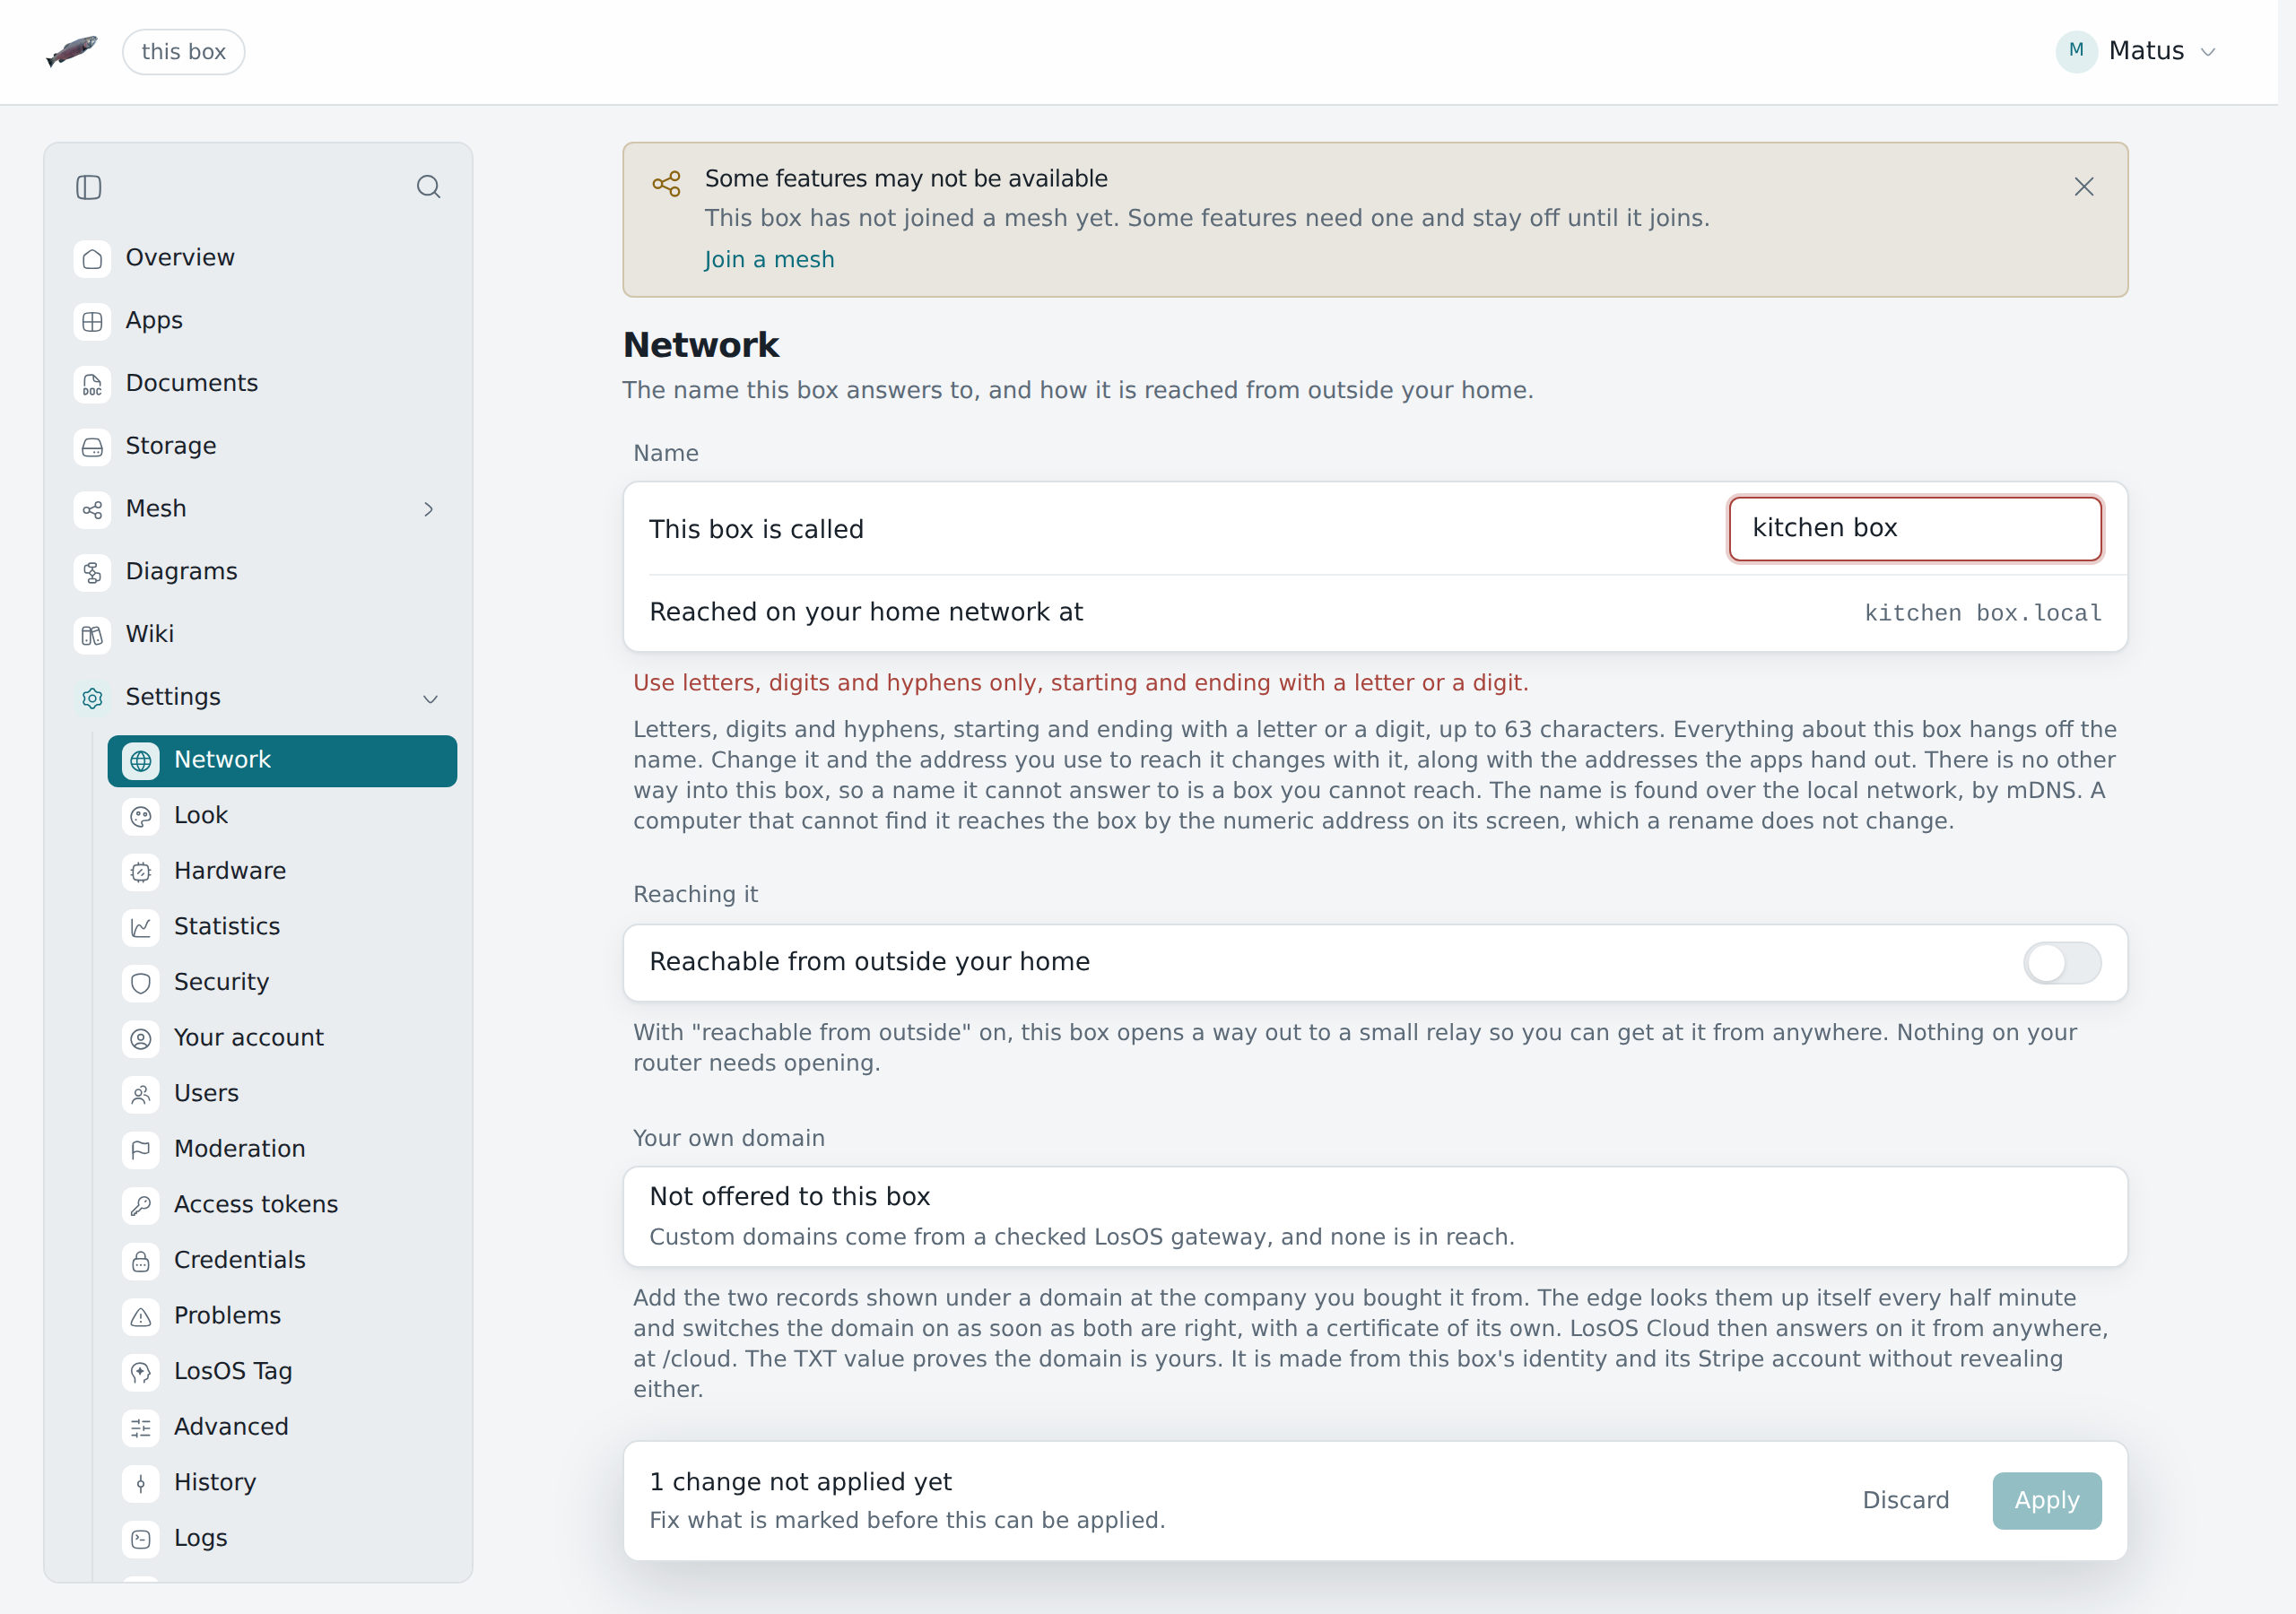 this box
M Matus
Overview
Apps
Documents
Storage
Mesh
Diagrams
Wiki
Settings
Network
Look
Hardware
Statistics
Security
Your account
Users
Moderation
Access tokens
Credentials
Problems
LosOS Tag
Advanced
History
Logs
Some features may not be available
This box has not joined a mesh yet. Some features need one and stay off until it joins.
Join a mesh
Network
The name this box answers to, and how it is reached from outside your home.
Name
This box is called kitchen box
Reached on your home network at kitchen box.local
Use letters, digits and hyphens only, starting and ending with a letter or a digit.
Letters, digits and hyphens, starting and ending with a letter or a digit, up to 63 characters. Everything about this box hangs off the
name. Change it and the address you use to reach it changes with it, along with the addresses the apps hand out. There is no other
way into this box, so a name it cannot answer to is a box you cannot reach. The name is found over the local network, by mDNS. A
computer that cannot find it reaches the box by the numeric address on its screen, which a rename does not change.
Reaching it
Reachable from outside your home
With "reachable from outside" on, this box opens a way out to a small relay so you can get at it from anywhere. Nothing on your
router needs opening.
Your own domain
Not offered to this box
Custom domains come from a checked LosOS gateway, and none is in reach.
Add the two records shown under a domain at the company you bought it from. The edge looks them up itself every half minute
and switches the domain on as soon as both are right, with a certificate of its own. LosOS Cloud then answers on it from anywhere,
at /cloud. The TXT value proves the domain is yours. It is made from this box's identity and its Stripe account without revealing
either.
1 change not applied yet
Fix what is marked before this can be applied.
Discard Apply